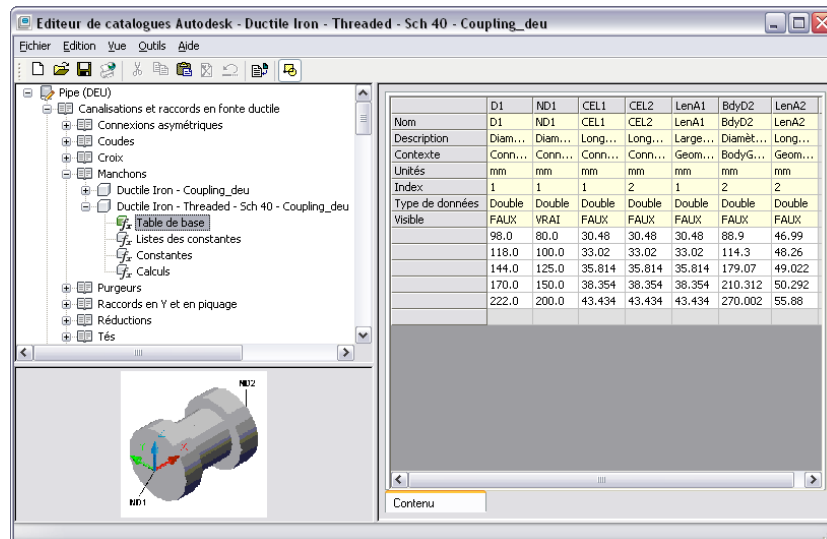 Editeur de catalogues Autodesk - Ductile Iron - Threaded - Sch 40 - Coupling_deu
Fichier Edition Vue Outils Aide
Pipe (DEU)
Canalisations et raccords en fonte ductile
Connexions asymétriques
Coudes
Croix
Manchons
Ductile Iron - Coupling_deu
Ductile Iron - Threaded - Sch 40 - Coupling_deu
Table de base
Listes des constantes
Constantes
Calculs
Purgeurs
Raccords en Y et en piquage
Réductions
Tés
ND2
Z
Y
X
ND1
D1 ND1 CEL1 CEL2 LenA1 BdyD2 LenA2
Nom D1 ND1 CEL1 CEL2 LenA1 BdyD2 LenA2
Description Diam... Diam... Long... Long... Large... Diamèt... Long...
Contexte Conn... Conn... Conn... Conn... Geom... BodyG... Geom...
Unités mm mm mm mm mm mm mm
Index 1 1 1 2 1 2 2
Type de données Double Double Double Double Double Double Double
Visible FAUX VRAI FAUX FAUX FAUX FAUX FAUX
98.0 80.0 30.48 30.48 30.48 88.9 46.99
118.0 100.0 33.02 33.02 33.02 114.3 48.26
144.0 125.0 35.814 35.814 35.814 179.07 49.022
170.0 150.0 38.354 38.354 38.354 210.312 50.292
222.0 200.0 43.434 43.434 43.434 270.002 55.88
Contenu